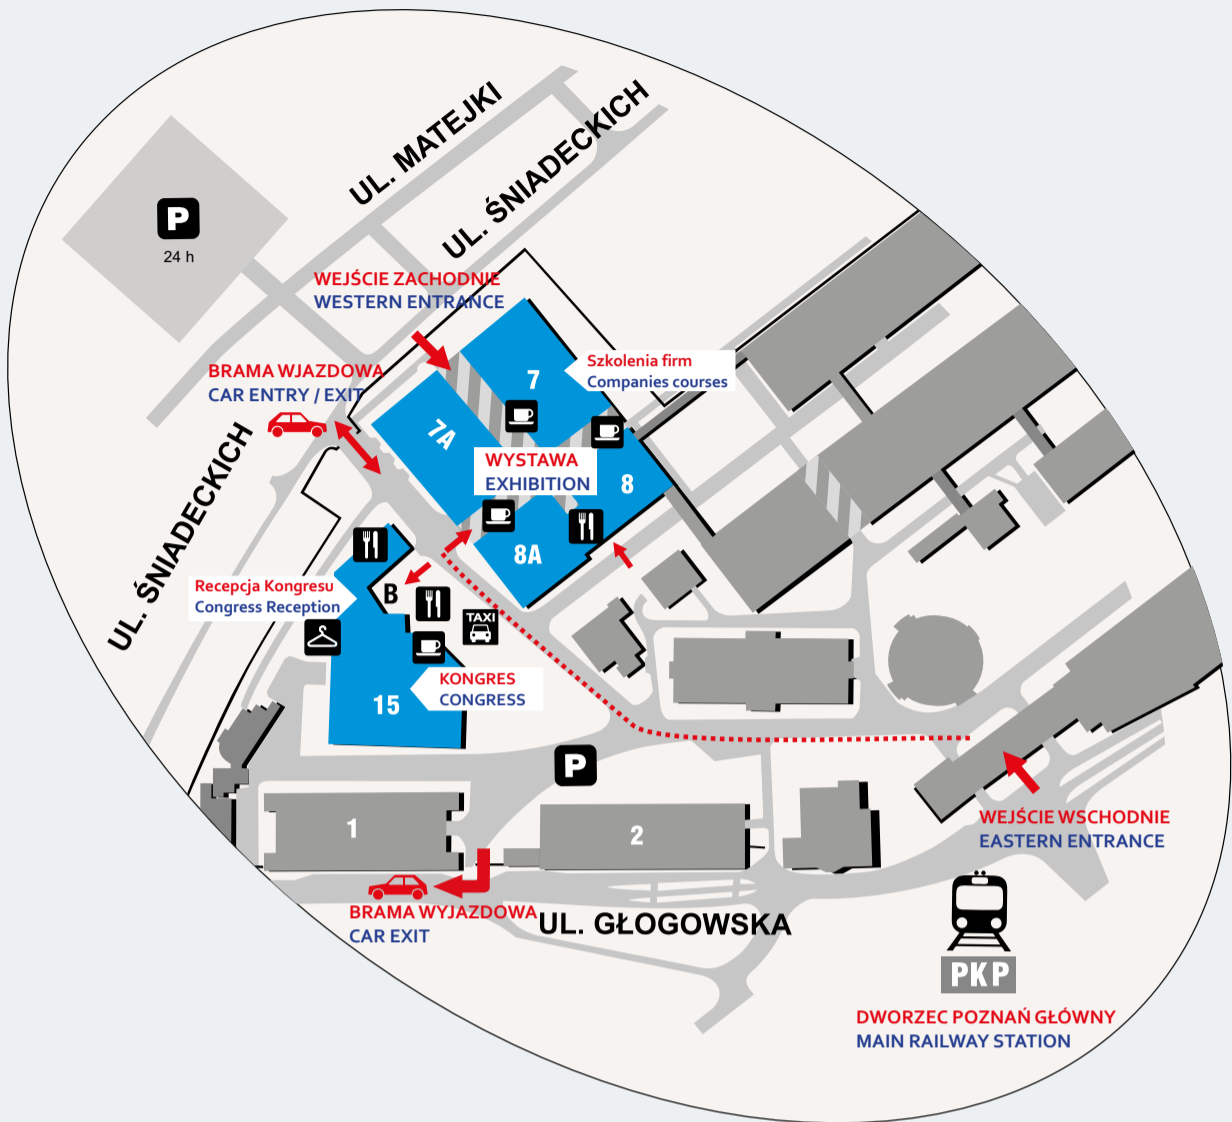 UL. MATEJKI
UL. ŚNIADECKICH
P
24 h
WEJŚCIE ZACHODNIE
WESTERN ENTRANCE
BRAMA WJAZDOWA
CAR ENTRY / EXIT
7
Szkolenia firm
Companies courses
7A
WYSTAWA
EXHIBITION
8
8A
UL. ŚNIADECKICH
Recepcja Kongresu
Congress Reception
B
TAXI
KONGRES
CONGRESS
15
P
1
2
WEJŚCIE WSCHODNIE
EASTERN ENTRANCE
BRAMA WYJAZDOWA
CAR EXIT
UL. GŁOGOWSKA
PKP
DWORZEC POZNAŃ GŁÓWNY
MAIN RAILWAY STATION